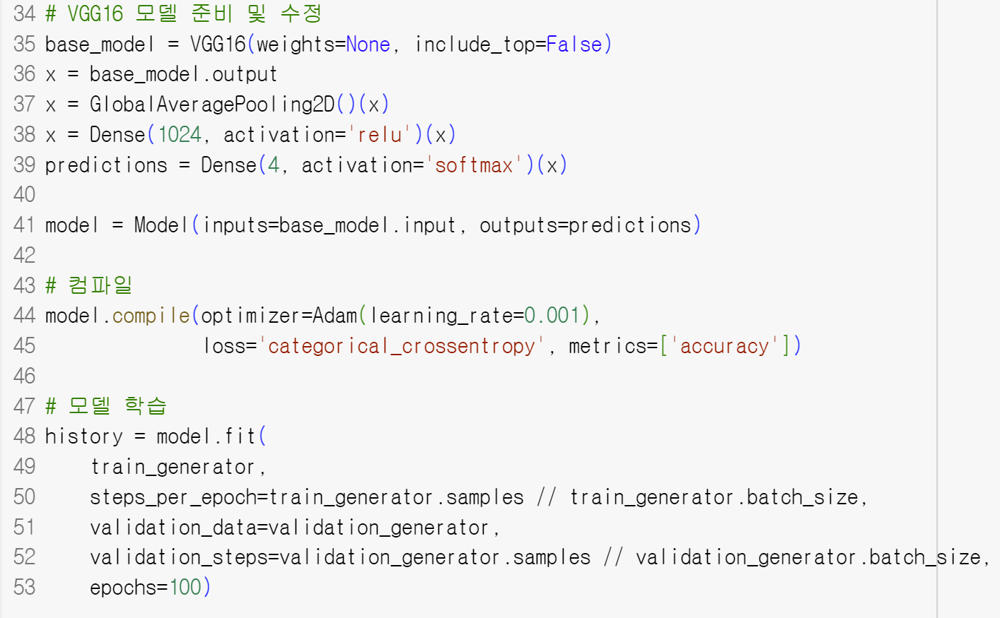 34 # VGG16 모델 준비 및 수정
35 base_model = VGG16(weights=None, include_top=False)
36 x = base_model.output
37 x = GlobalAveragePooling2D()(x)
38 x = Dense(1024, activation='relu')(x)
39 predictions = Dense(4, activation='softmax')(x)
40
41 model = Model(inputs=base_model.input, outputs=predictions)
42
43 # 컴파일
44 model.compile(optimizer=Adam(learning_rate=0.001),
45               loss='categorical_crossentropy', metrics=['accuracy'])
46
47 # 모델 학습
48 history = model.fit(
49     train_generator,
50     steps_per_epoch=train_generator.samples // train_generator.batch_size,
51     validation_data=validation_generator,
52     validation_steps=validation_generator.samples // validation_generator.batch_size,
53     epochs=100)